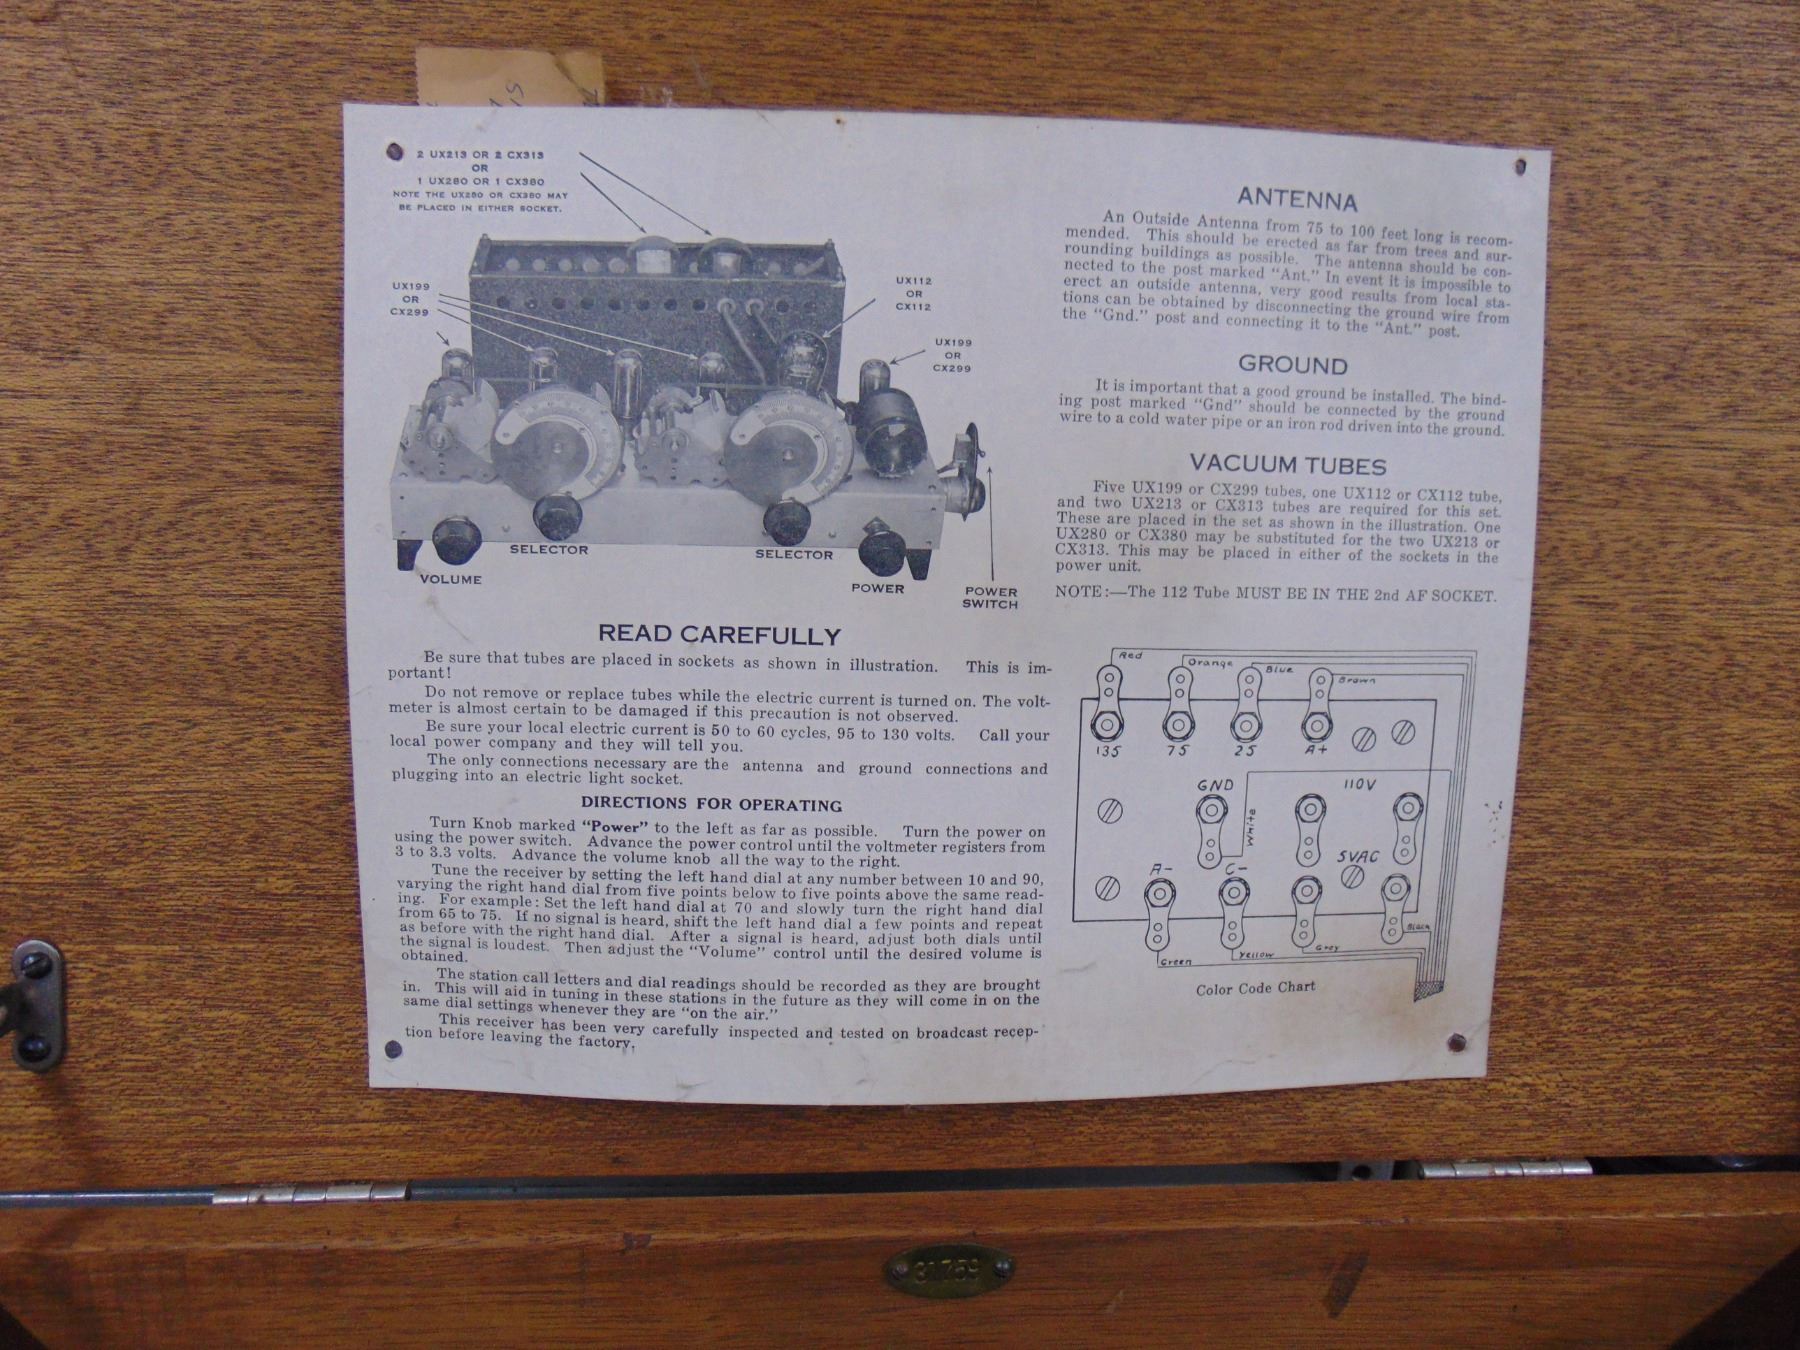 2 UX213 OR 2 CX313
OR
1 UX280 OR 1 CX380
NOTE THE UX280 OR CX380 MAY
BE PLACED IN EITHER SOCKET.
UX199
OR
CX299
UX112
OR
CX112
UX199
OR
CX299
VOLUME
SELECTOR
SELECTOR
POWER
POWER
SWITCH
READ CAREFULLY
Be sure that tubes are placed in sockets as shown in illustration. This is im-
portant!
Do not remove or replace tubes while the electric current is turned on. The volt-
meter is almost certain to be damaged if this precaution is not observed.
Be sure your local electric current is 50 to 60 cycles, 95 to 130 volts. Call your
local power company and they will tell you.
The only connections necessary are the antenna and ground connections and
plugging into an electric light socket.
DIRECTIONS FOR OPERATING
Turn Knob marked "Power" to the left as far as possible. Turn the power on
using the power switch. Advance the power control until the voltmeter registers from
3 to 3.3 volts. Advance the volume knob all the way to the right.
Tune the receiver by setting the left hand dial at any number between 10 and 90,
varying the right hand dial from five points below to five points above the same read-
ing. For example: Set the left hand dial at 70 and slowly turn the right hand dial
from 65 to 75. If no signal is heard, shift the left hand dial a few points and repeat
as before with the right hand dial. After a signal is heard, adjust both dials until
the signal is loudest. Then adjust the "Volume" control until the desired volume is
obtained.
The station call letters and dial readings should be recorded as they are brought
in. This will aid in tuning in these stations in the future as they will come in on the
same dial settings whenever they are "on the air."
This receiver has been very carefully inspected and tested on broadcast recep-
tion before leaving the factory.
ANTENNA
An Outside Antenna from 75 to 100 feet long is recom-
mended. This should be erected as far from trees and sur-
rounding buildings as possible. The antenna should be con-
nected to the post marked "Ant." In event it is impossible to
erect an outside antenna, very good results from local sta-
tions can be obtained by disconnecting the ground wire from
the "Gnd." post and connecting it to the "Ant." post.
GROUND
It is important that a good ground be installed. The bind-
ing post marked "Gnd" should be connected by the ground
wire to a cold water pipe or an iron rod driven into the ground.
VACUUM TUBES
Five UX199 or CX299 tubes, one UX112 or CX112 tube,
and two UX213 or CX313 tubes are required for this set.
These are placed in the set as shown in the illustration. One
UX280 or CX380 may be substituted for the two UX213 or
CX313. This may be placed in either of the sockets in the
power unit.
NOTE:—The 112 Tube MUST BE IN THE 2nd AF SOCKET.
Red
Orange
Blue
Brown
135
75
25
A+
GND
110V
White
5VAC
A-
C-
Green
Yellow
Grey
Black
Color Code Chart
31759